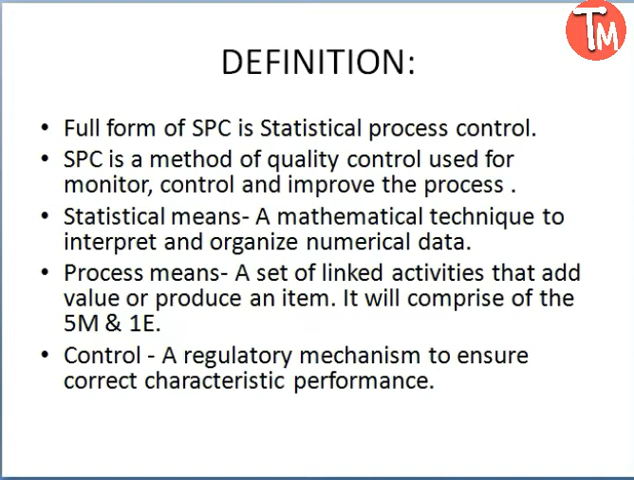 TM
DEFINITION:
• Full form of SPC is Statistical process control.
• SPC is a method of quality control used for
monitor, control and improve the process .
• Statistical means- A mathematical technique to
interpret and organize numerical data.
• Process means- A set of linked activities that add
value or produce an item. It will comprise of the
5M & 1E.
• Control - A regulatory mechanism to ensure
correct characteristic performance.